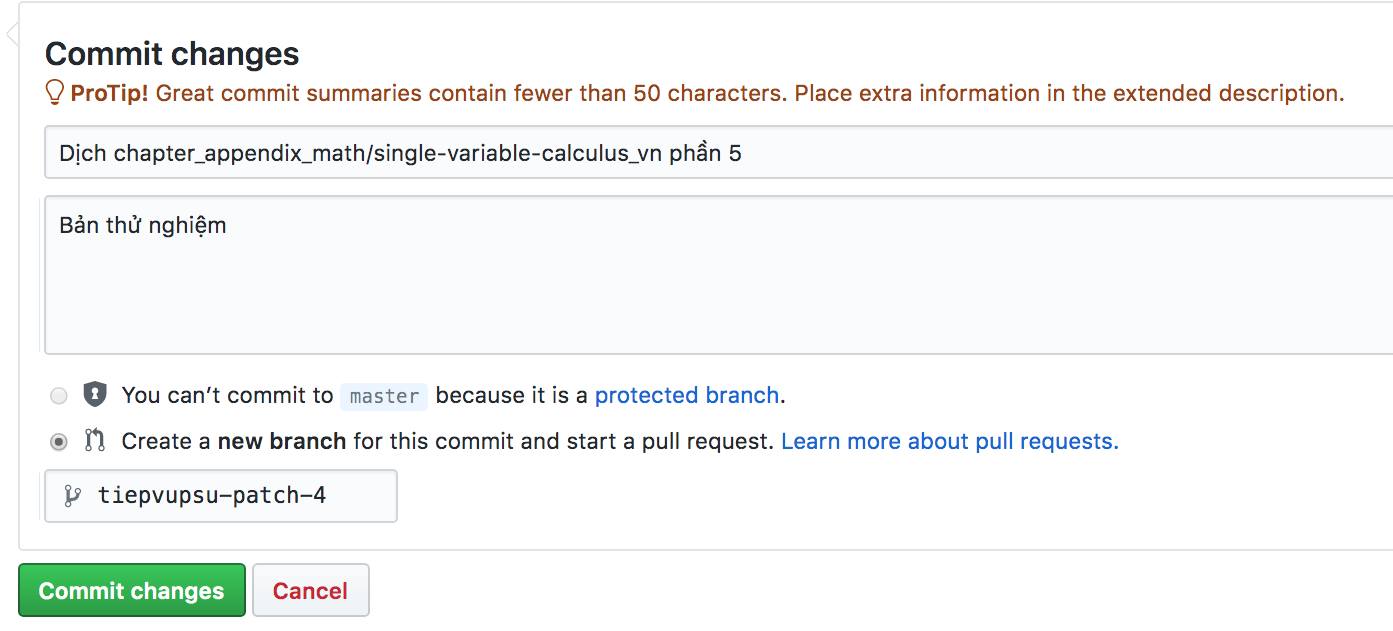 Commit changes
ProTip! Great commit summaries contain fewer than 50 characters. Place extra information in the extended description.
Dịch chapter_appendix_math/single-variable-calculus_vn phần 5
Bản thử nghiệm
You can’t commit to master because it is a protected branch.
Create a new branch for this commit and start a pull request. Learn more about pull requests.
tiepvupsu-patch-4
Commit changes Cancel